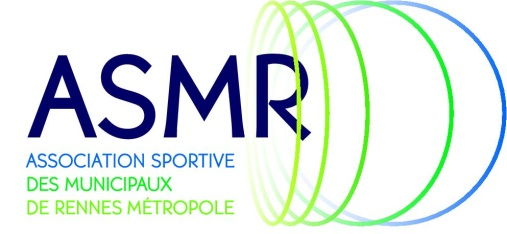 ASMR
ASSOCIATION SPORTIVE
DES MUNICIPAUX
DE RENNES MÉTROPOLE